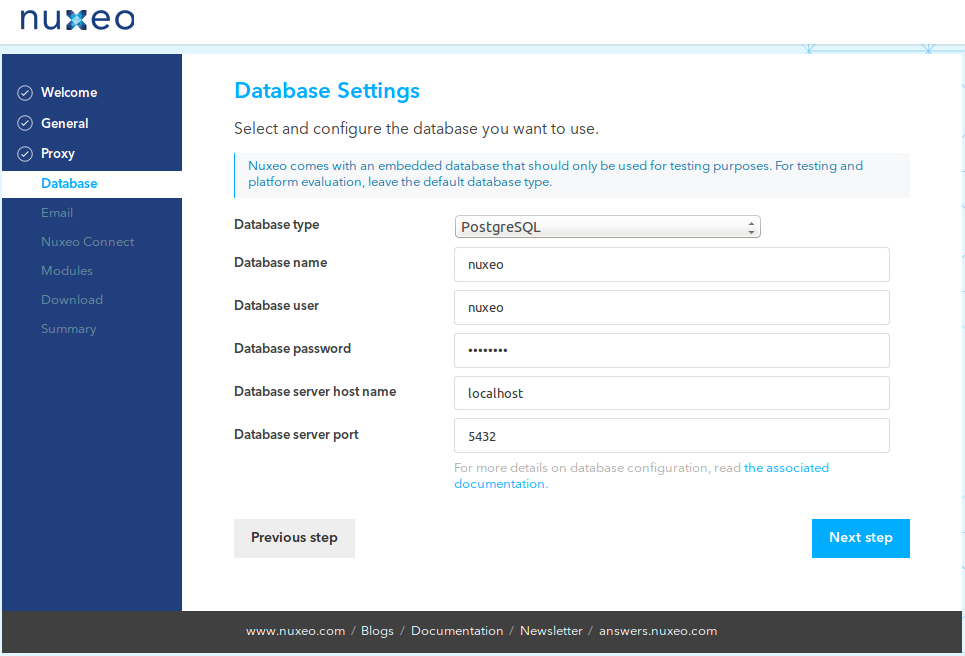 nuxeo
Welcome
General
Proxy
Database
Email
Nuxeo Connect
Modules
Download
Summary
Database Settings
Select and configure the database you want to use.
Nuxeo comes with an embedded database that should only be used for testing purposes. For testing and
platform evaluation, leave the default database type.
Database type PostgreSQL
Database name nuxeo
Database user nuxeo
Database password ••••••••
Database server host name localhost
Database server port 5432
For more details on database configuration, read the associated
documentation.
Previous step Next step
www.nuxeo.com / Blogs / Documentation / Newsletter / answers.nuxeo.com